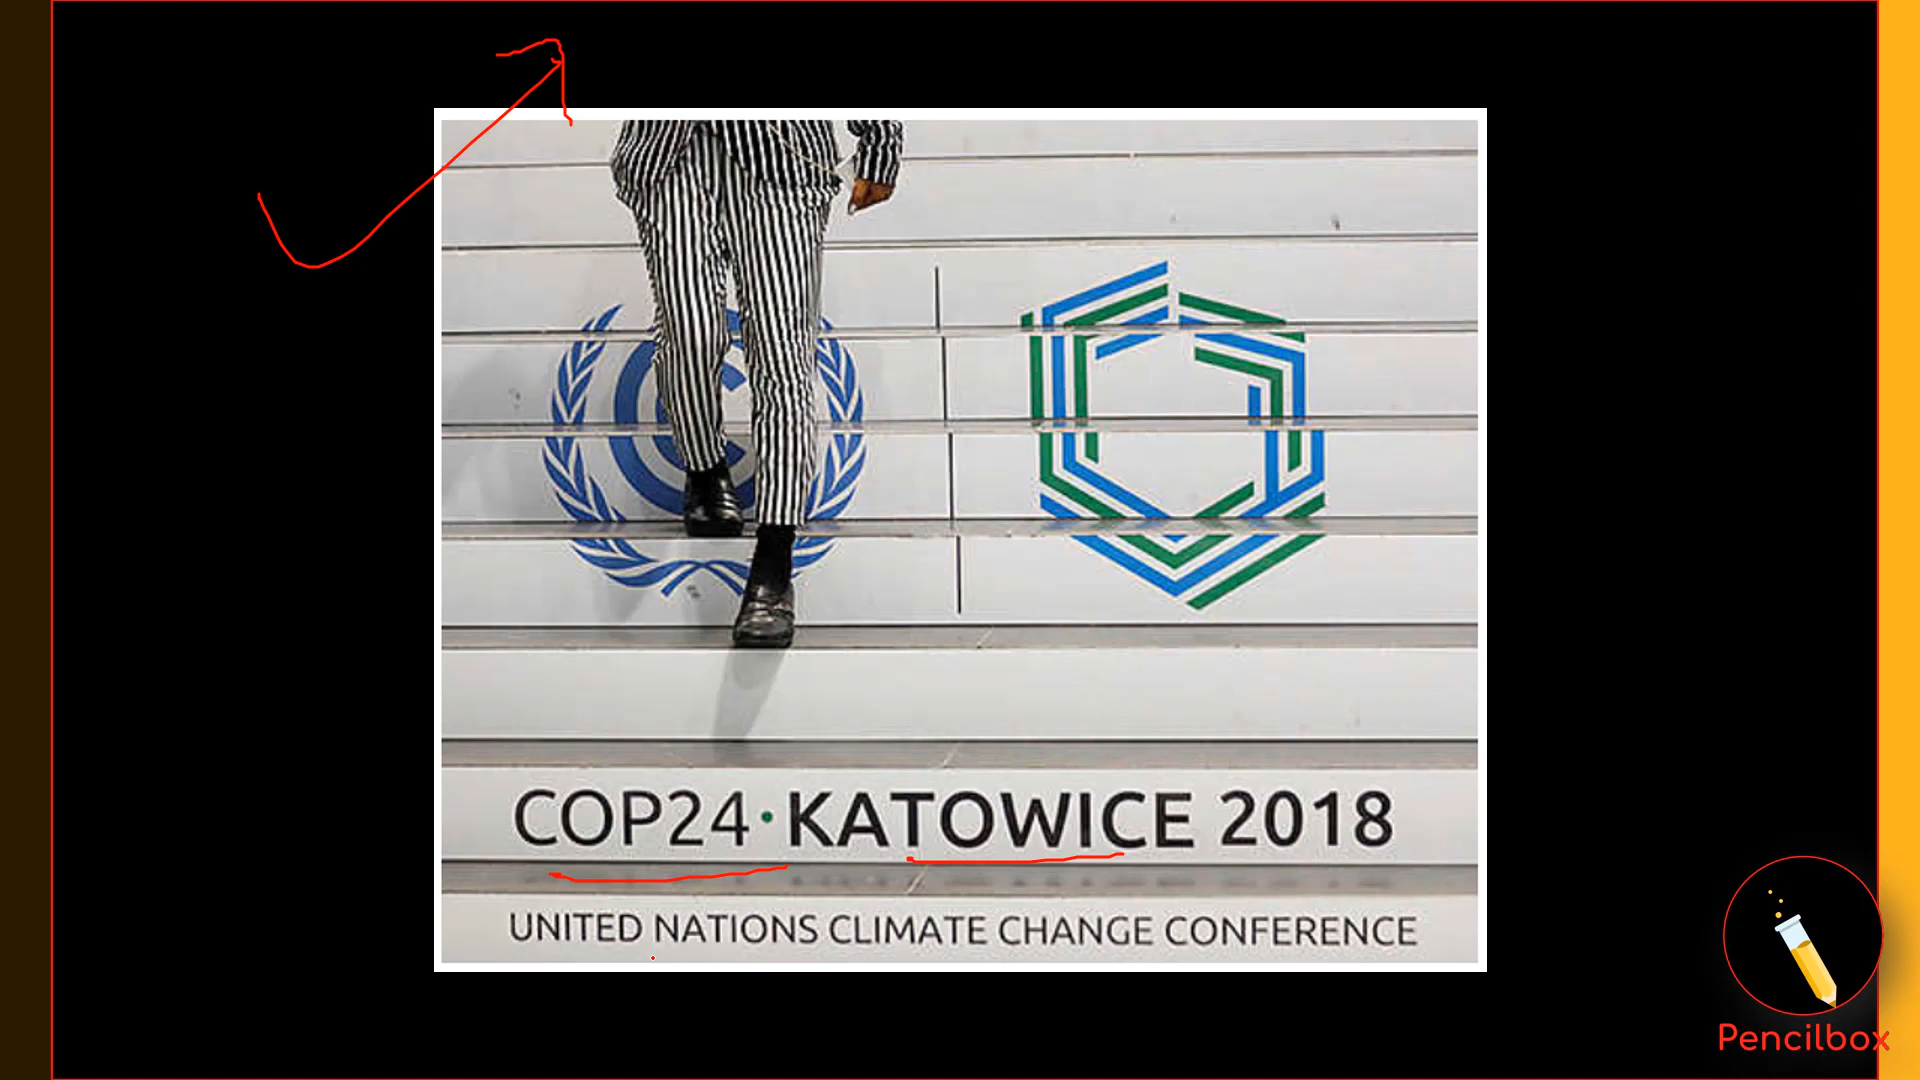 COP24·KATOWICE 2018
UNITED NATIONS CLIMATE CHANGE CONFERENCE
Pencilbox